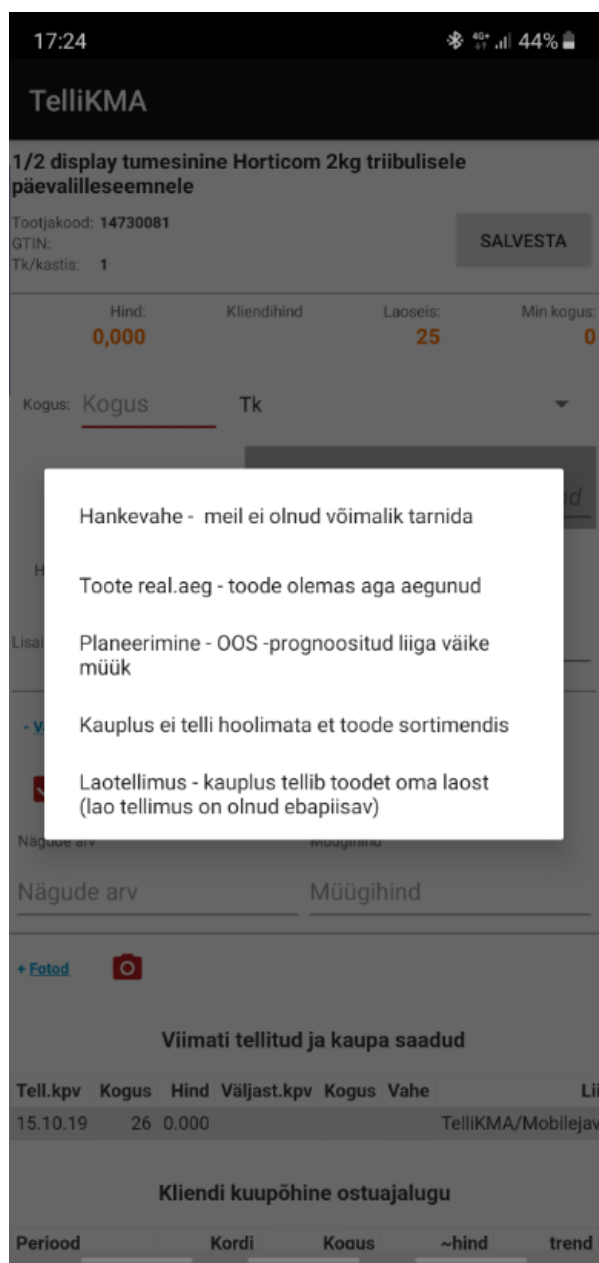 17:24
4G+ 44%
TelliKMA
1/2 display tumesinine Horticom 2kg triibulisele
päevalilleseemnele
Tootjakood: 14730081
GTIN:
Tk/kastis: 1
SALVESTA
Hind: Kliendihind Laoseis: Min kogus:
0,000 25 0
Kogus: Kogus Tk
Hankevahe - meil ei olnud võimalik tarnida
Toote real.aeg - toode olemas aga aegunud
Planeerimine - OOS -prognoositud liiga väike
müük
Kauplus ei telli hoolimata et toode sortimendis
Laotellimus - kauplus tellib toodet oma laost
(lao tellimus on olnud ebapiisav)
Nägude arv Müügihind
Nägude arv Müügihind
+ Fotod
Viimati tellitud ja kaupa saadud
Tell.kpv Kogus Hind Väljast.kpv Kogus Vahe Lii
15.10.19 26 0.000 TelliKMA/Mobilejav
Kliendi kuupõhine ostuajalugu
Periood Kordi Kogus ~hind trend